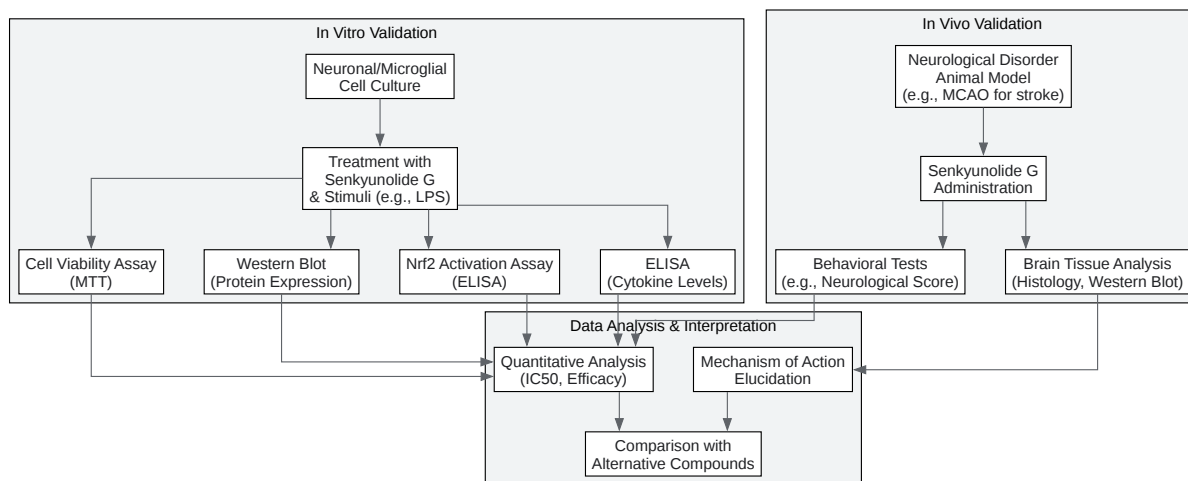 In Vitro Validation
Neuronal/Microglial
Cell Culture
Treatment with
Senkyunolide G
& Stimuli (e.g., LPS)
Cell Viability Assay
(MTT)
Western Blot
(Protein Expression)
Nrf2 Activation Assay
(ELISA)
ELISA
(Cytokine Levels)
In Vivo Validation
Neurological Disorder
Animal Model
(e.g., MCAO for stroke)
Senkyunolide G
Administration
Behavioral Tests
(e.g., Neurological Score)
Brain Tissue Analysis
(Histology, Western Blot)
Data Analysis & Interpretation
Quantitative Analysis
(IC50, Efficacy)
Mechanism of Action
Elucidation
Comparison with
Alternative Compounds